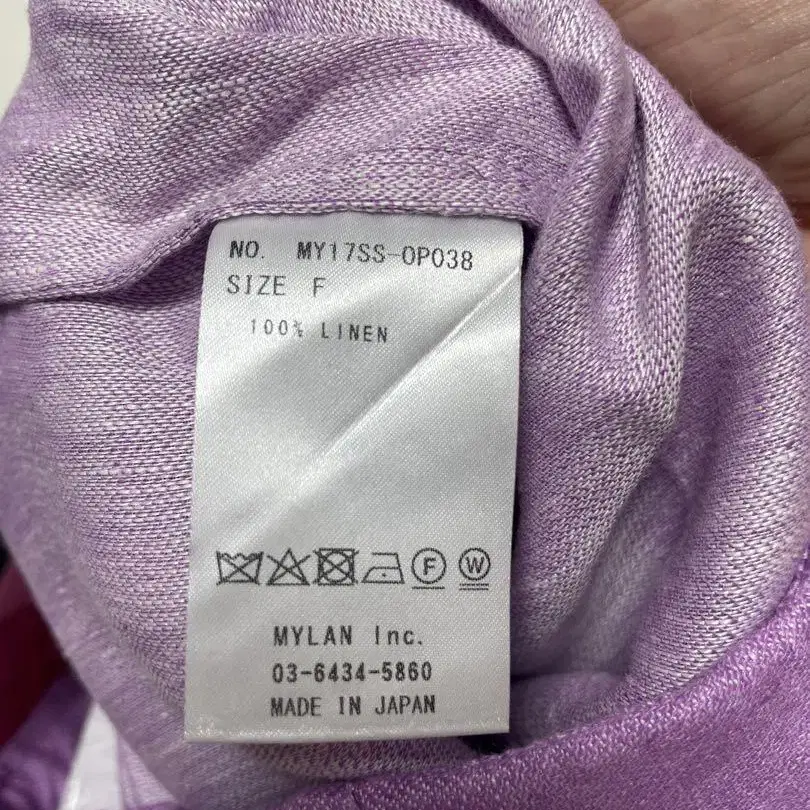 NO. MY17SS-OP038
SIZE F
100% LINEN
F W
MYLAN Inc.
03-6434-5860
MADE IN JAPAN